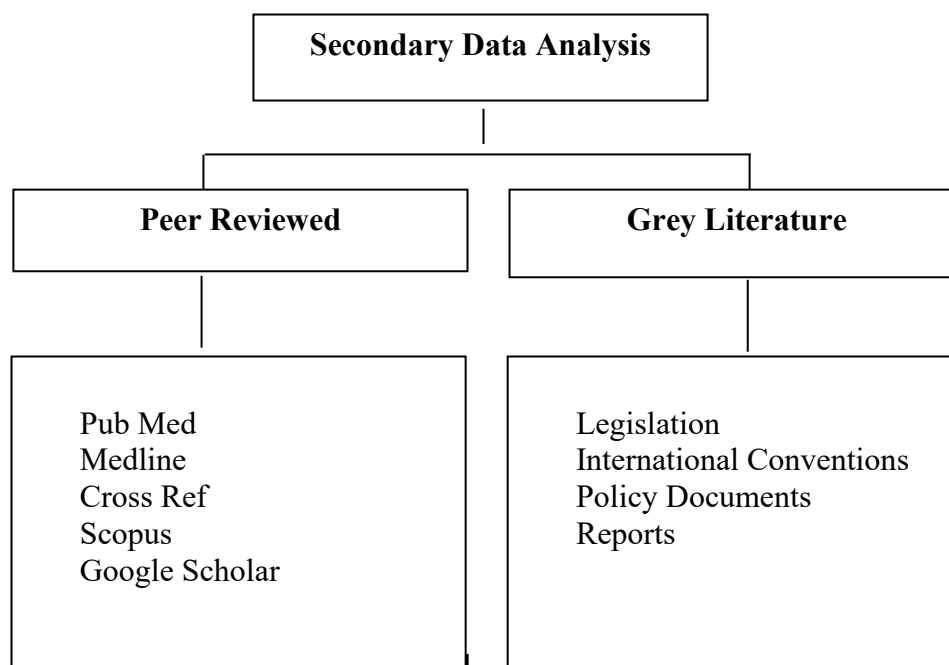 Secondary Data Analysis
Peer Reviewed
Grey Literature
Pub Med
Medline
Cross Ref
Scopus
Google Scholar
Legislation
International Conventions
Policy Documents
Reports